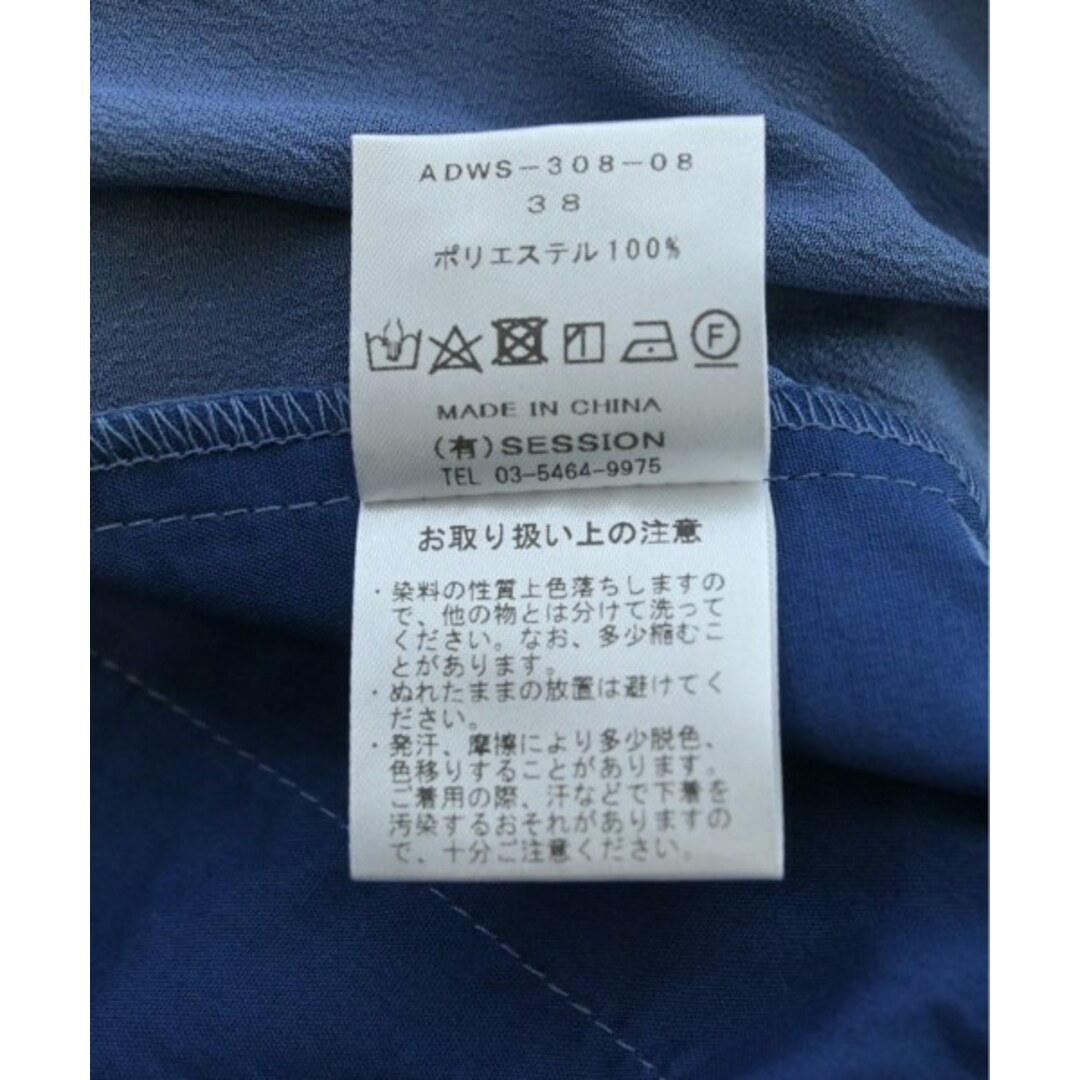 ADWS-308-08
38
ポリエステル100%
F
MADE IN CHINA
(有)SESSION
TEL 03-5464-9975
お取り扱い上の注意
・染料の性質上色落ちしますの
で、他の物とは分けて洗って
ください。なお、多少縮むこ
とがあります。
・ぬれたままの放置は避けてく
ださい。
・発汗、摩擦により多少脱色、
色移りすることがあります。
ご着用の際、汗などで下着を
汚染するおそれがありますの
で、十分ご注意ください。